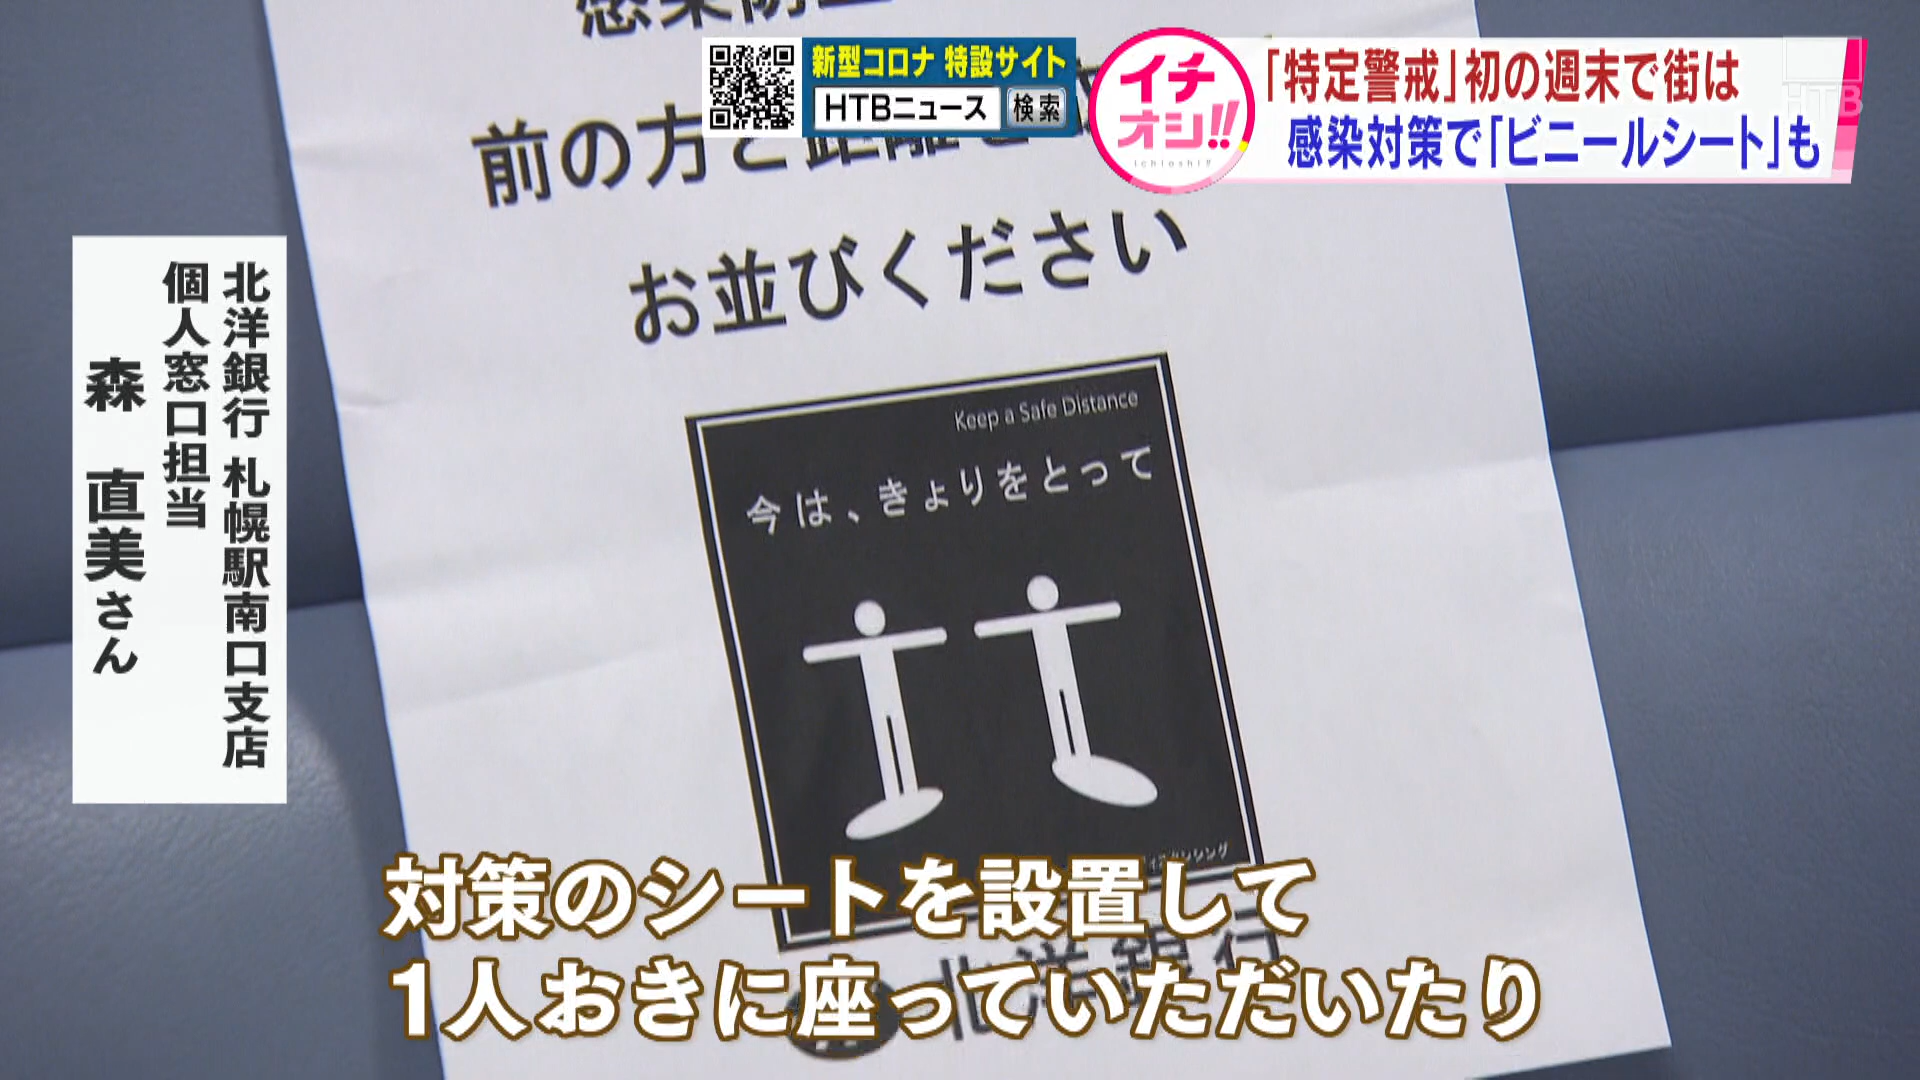 新型コロナ 特設サイト
HTBニュース 検索
イチオシ!!
ichioshi!!
「特定警戒」初の週末で街は
感染対策で「ビニールシート」も
HTB
北洋銀行 札幌駅南口支店
個人窓口担当
森 直美さん
前の方と距離を
お並びください
Keep a Safe Distance
今は、きょりをとって
北洋銀行
対策のシートを設置して
1人おきに座っていただいたり